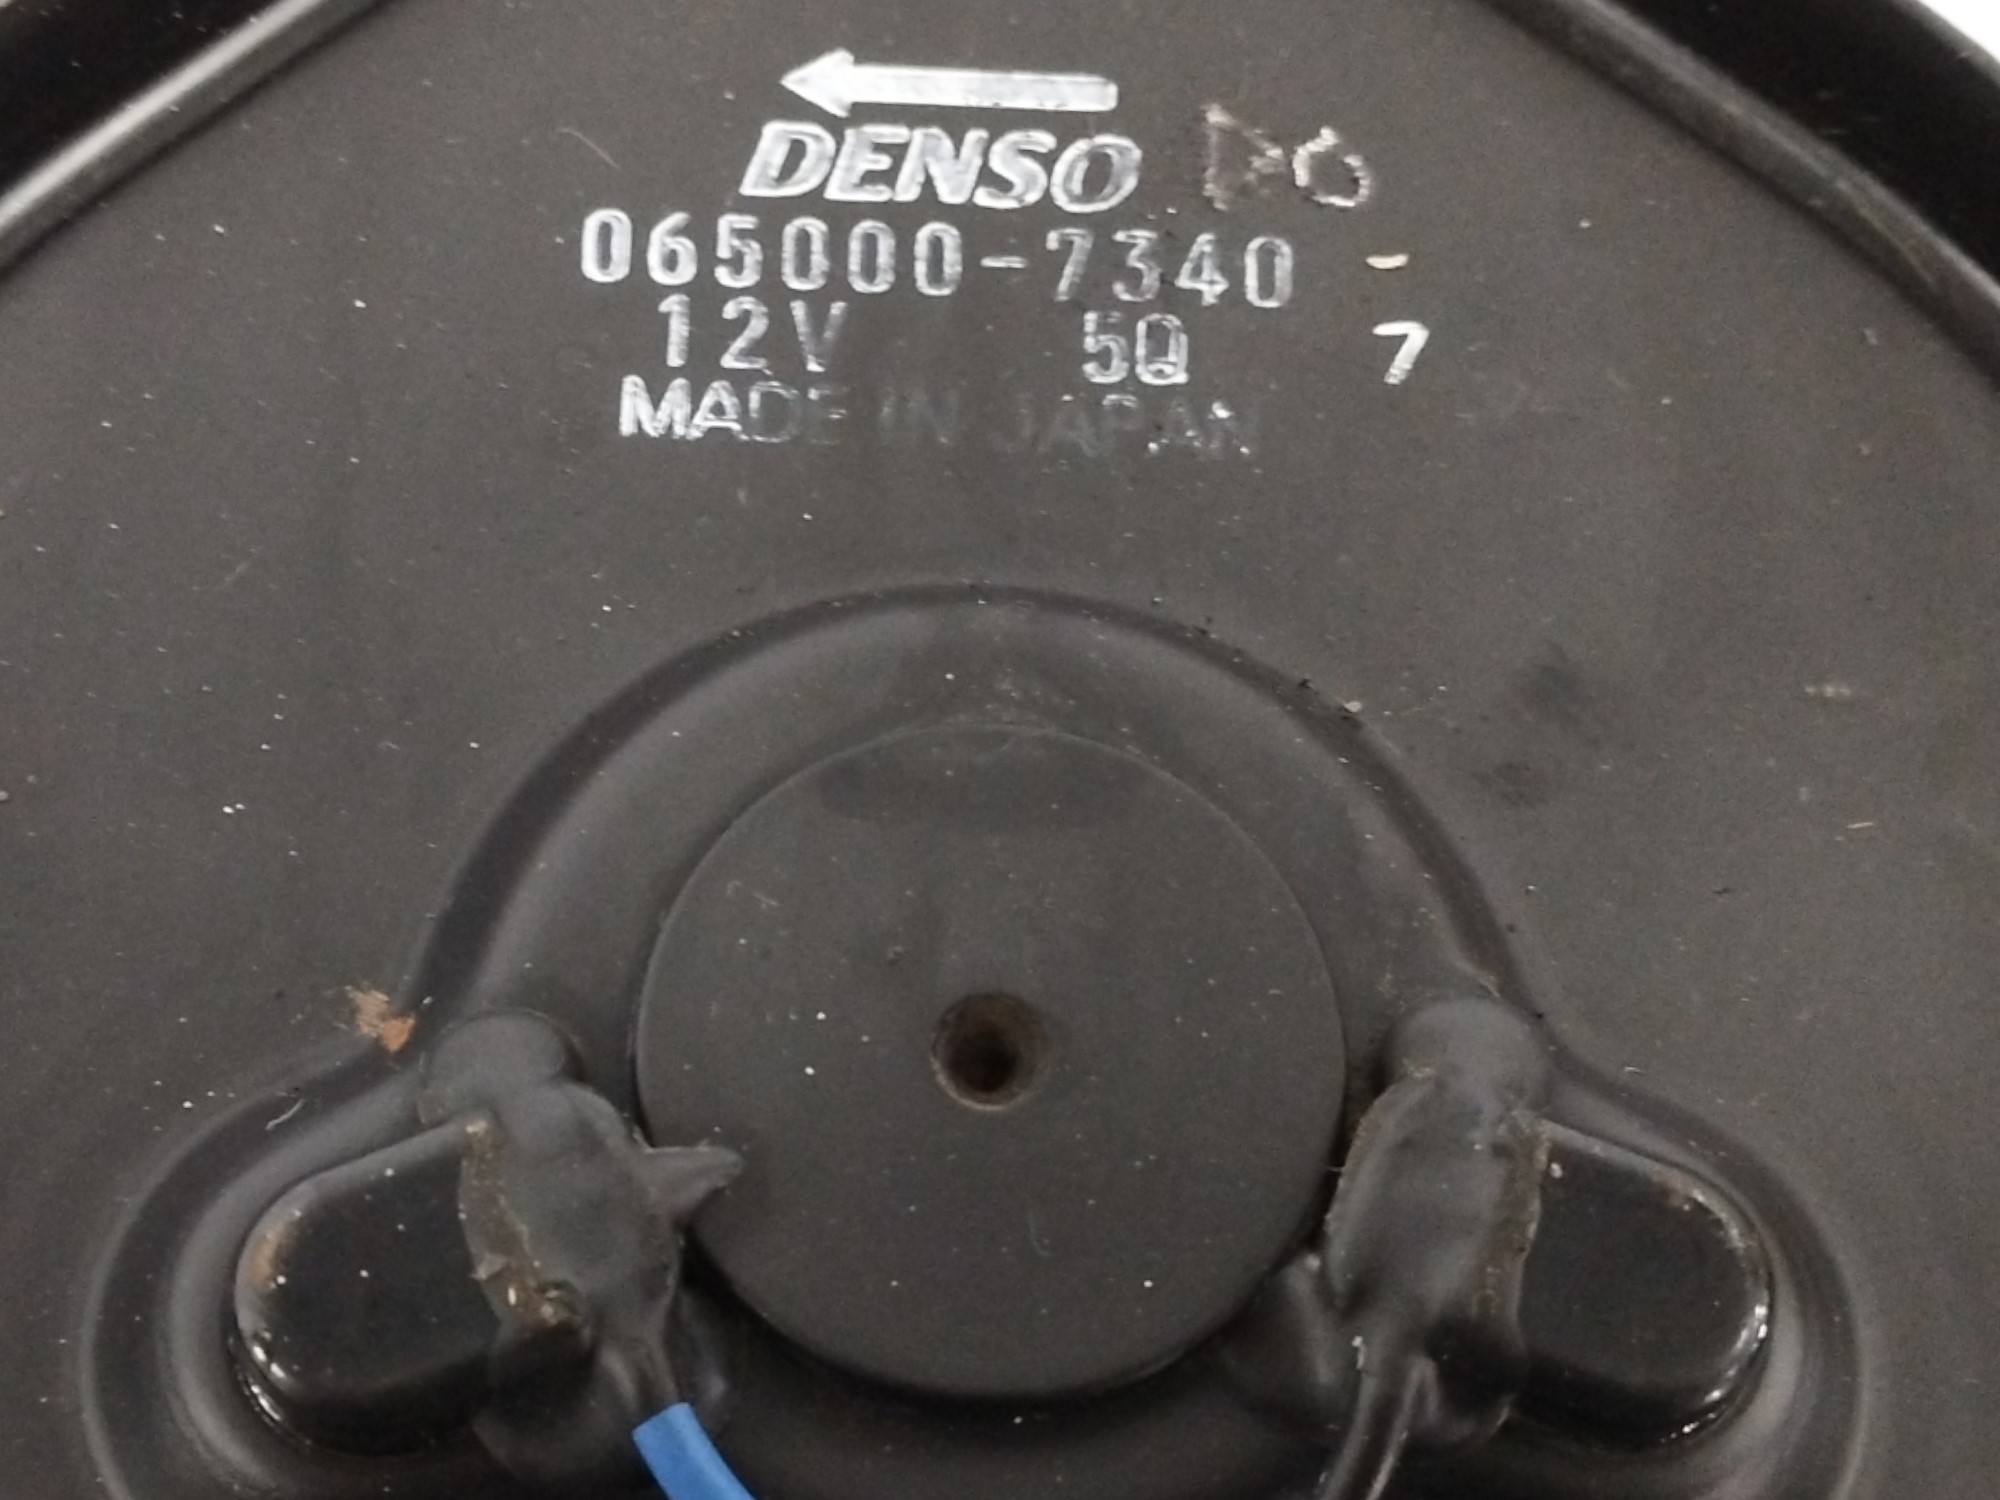 DENSO
065000-7340
12V 5Q 7
MADE IN JAPAN